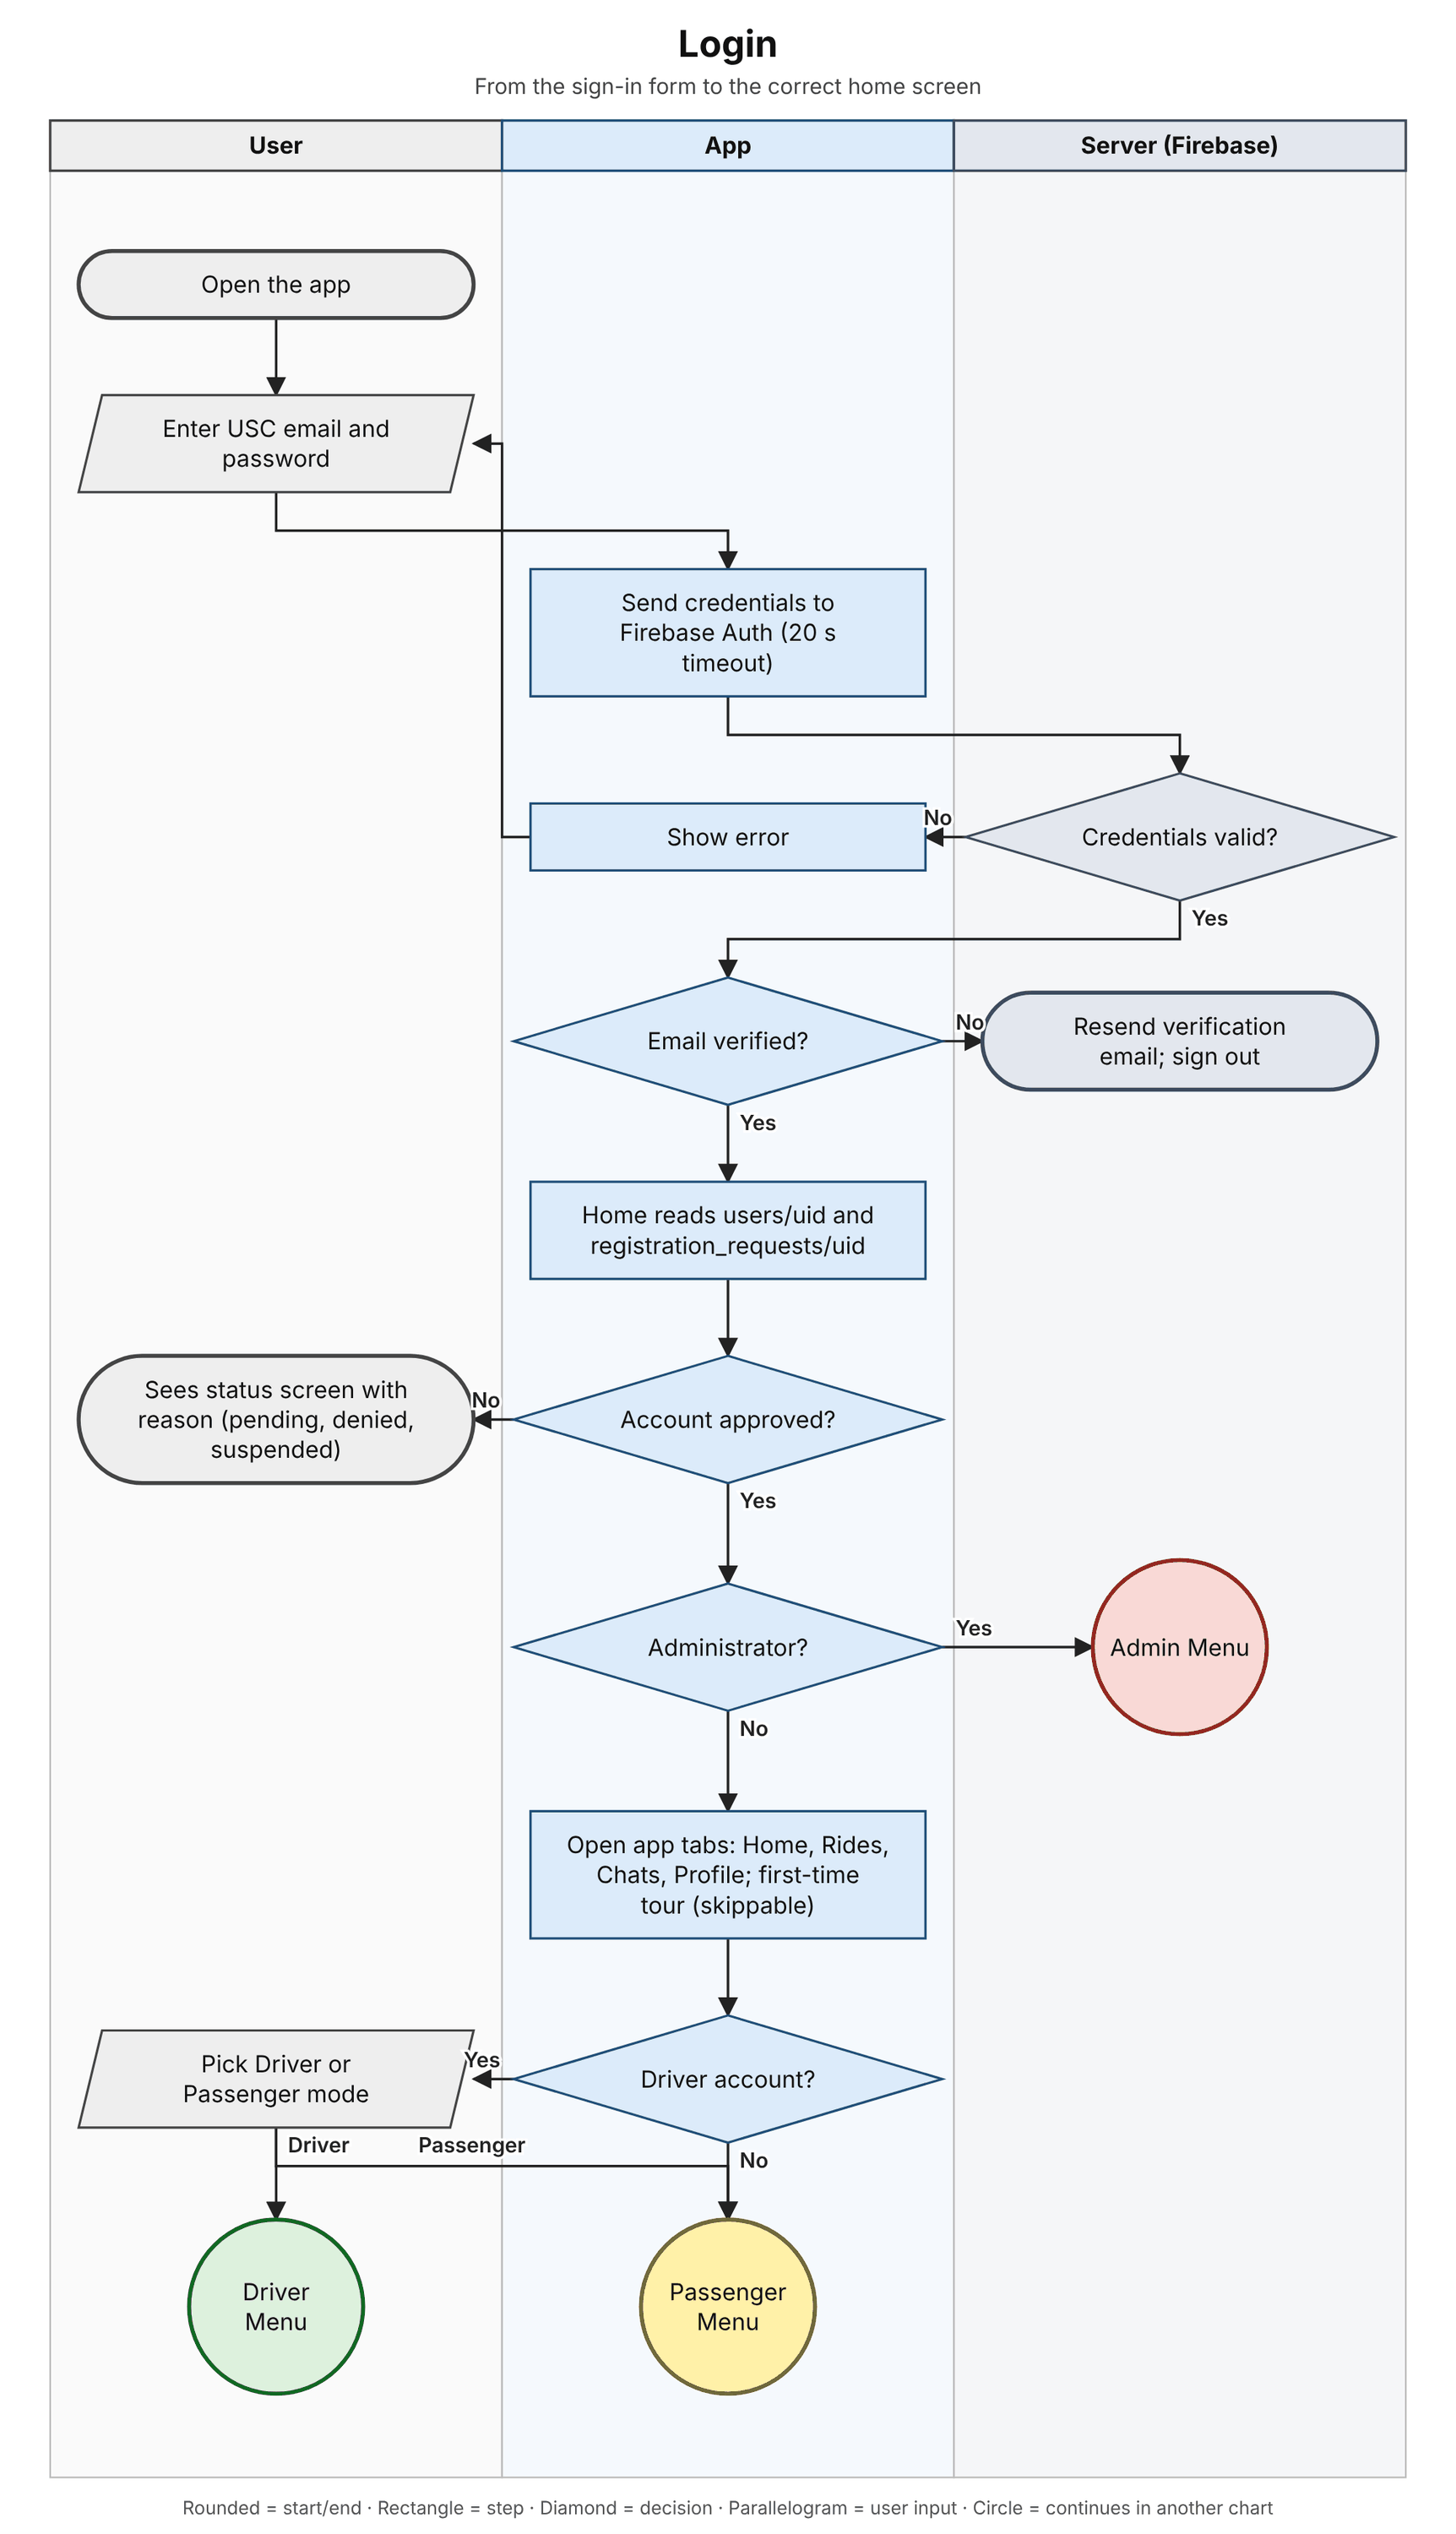 Login
From the sign-in form to the correct home screen
User
App
Server (Firebase)
Open the app
Enter USC email and
password
Send credentials to
Firebase Auth (20 s
timeout)
Show error
No
Credentials valid?
Yes
Email verified?
No
Resend verification
email; sign out
Yes
Home reads users/uid and
registration_requests/uid
Sees status screen with
reason (pending, denied,
suspended)
No
Account approved?
Yes
Administrator?
Yes
Admin Menu
No
Open app tabs: Home, Rides,
Chats, Profile; first-time
tour (skippable)
Pick Driver or
Passenger mode
Yes
Driver account?
Driver
Passenger
No
Driver
Menu
Passenger
Menu
Rounded = start/end · Rectangle = step · Diamond = decision · Parallelogram = user input · Circle = continues in another chart